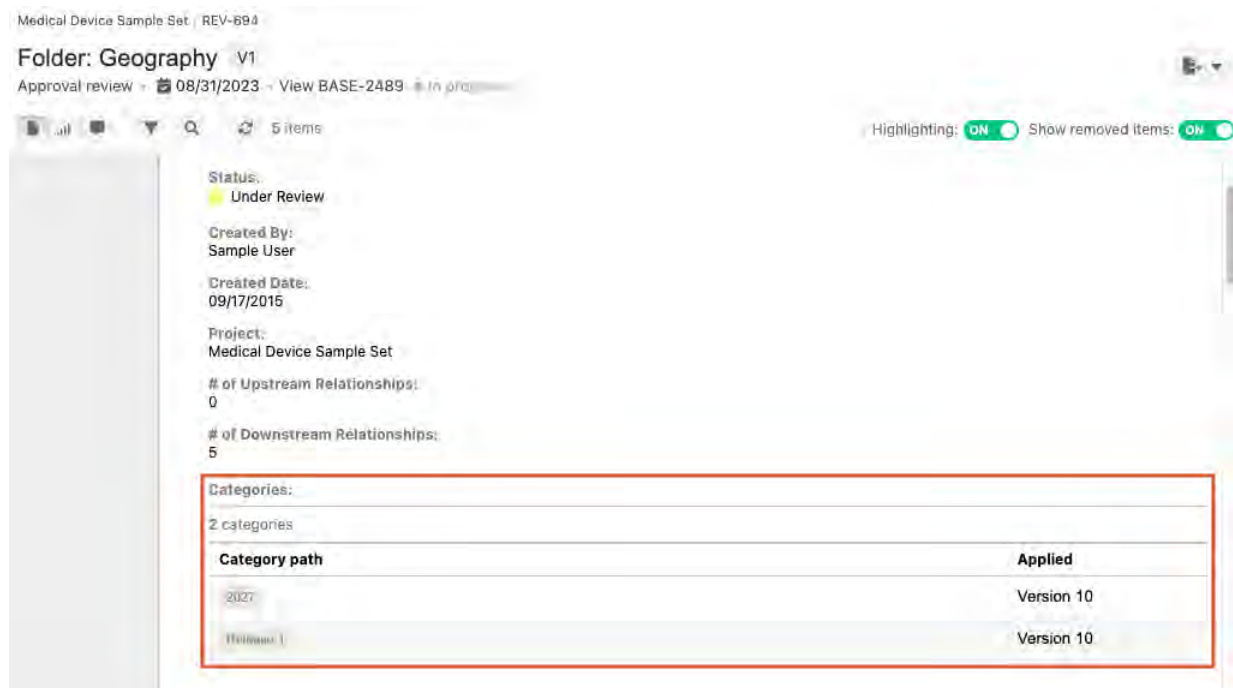 Medical Device Sample Set REV-694
Folder: Geography V1
Approval review - 08/31/2023 - View BASE-2489 In
5 items Highlighting: ON Show removed items: ON
Status:
Under Review
Created By:
Sample User
Created Date:
09/17/2015
Project:
Medical Device Sample Set
# of Upstream Relationships:
0
# of Downstream Relationships:
5
Categories:
2 categories
Category path Applied
2027 Version 10
Version 10